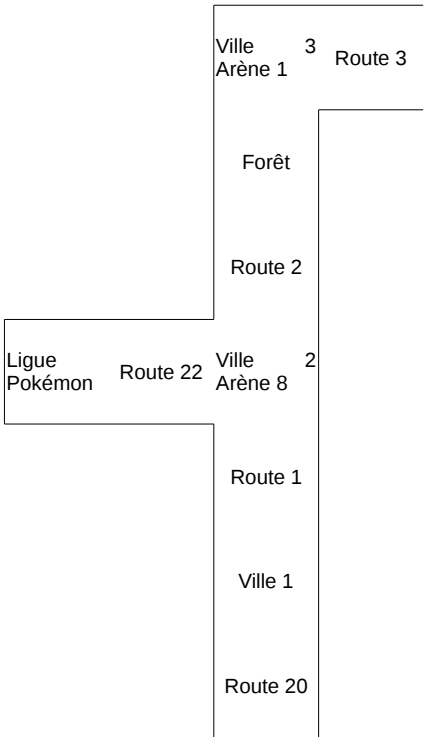 Ville 3
Arène 1
Route 3
Forêt
Route 2
Ligue
Pokémon
Route 22
Ville 2
Arène 8
Route 1
Ville 1
Route 20